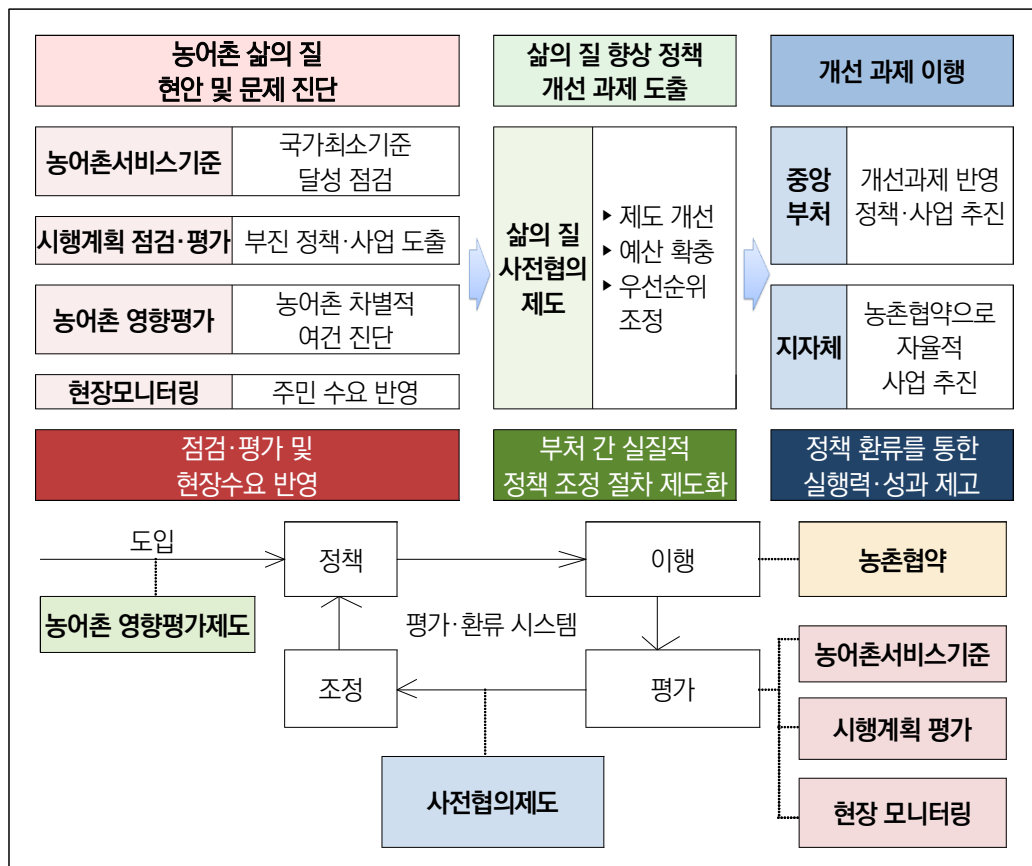 농어촌 삶의 질
현안 및 문제 진단
삶의 질 향상 정책
개선 과제 도출
개선 과제 이행
농어촌서비스기준
국가최소기준
달성 점검
시행계획 점검·평가
부진 정책·사업 도출
농어촌 영향평가
농어촌 차별적
여건 진단
현장모니터링
주민 수요 반영
삶의 질
사전협의
제도
▸ 제도 개선
▸ 예산 확충
▸ 우선순위
조정
중앙
부처
개선과제 반영
정책·사업 추진
지자체
농촌협약으로
자율적
사업 추진
점검·평가 및
현장수요 반영
부처 간 실질적
정책 조정 절차 제도화
정책 환류를 통한
실행력·성과 제고
도입
정책
이행
농촌협약
농어촌 영향평가제도
평가·환류 시스템
조정
평가
농어촌서비스기준
시행계획 평가
현장 모니터링
사전협의제도